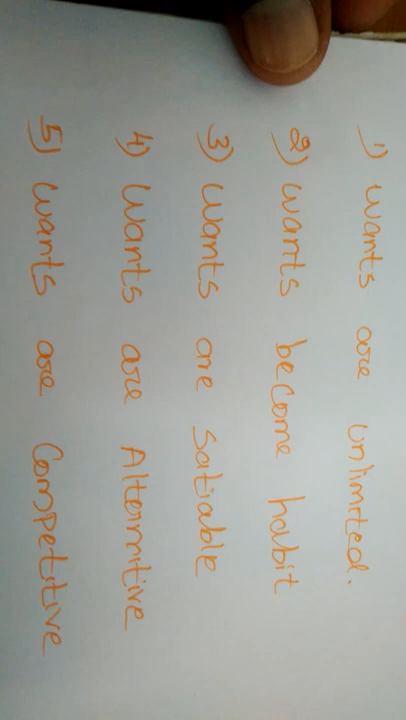 1) wants are unlimited.
2) wants become habit
3) wants are satiable
4) wants are Alternitive
5) wants are Competitive